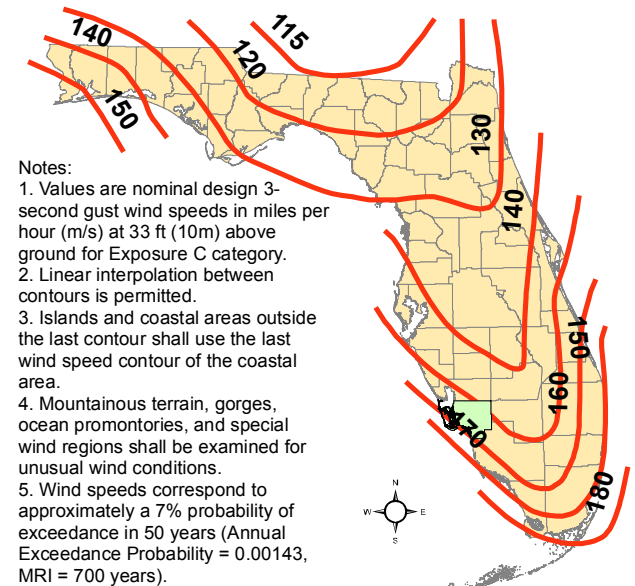 115
140
120
150
130
140
150
160
170
180
Notes:
1. Values are nominal design 3-
second gust wind speeds in miles per
hour (m/s) at 33 ft (10m) above
ground for Exposure C category.
2. Linear interpolation between
contours is permitted.
3. Islands and coastal areas outside
the last contour shall use the last
wind speed contour of the coastal
area.
4. Mountainous terrain, gorges,
ocean promontories, and special
wind regions shall be examined for
unusual wind conditions.
5. Wind speeds correspond to
approximately a 7% probability of
exceedance in 50 years (Annual
Exceedance Probability = 0.00143,
MRI = 700 years).
N
W E
S